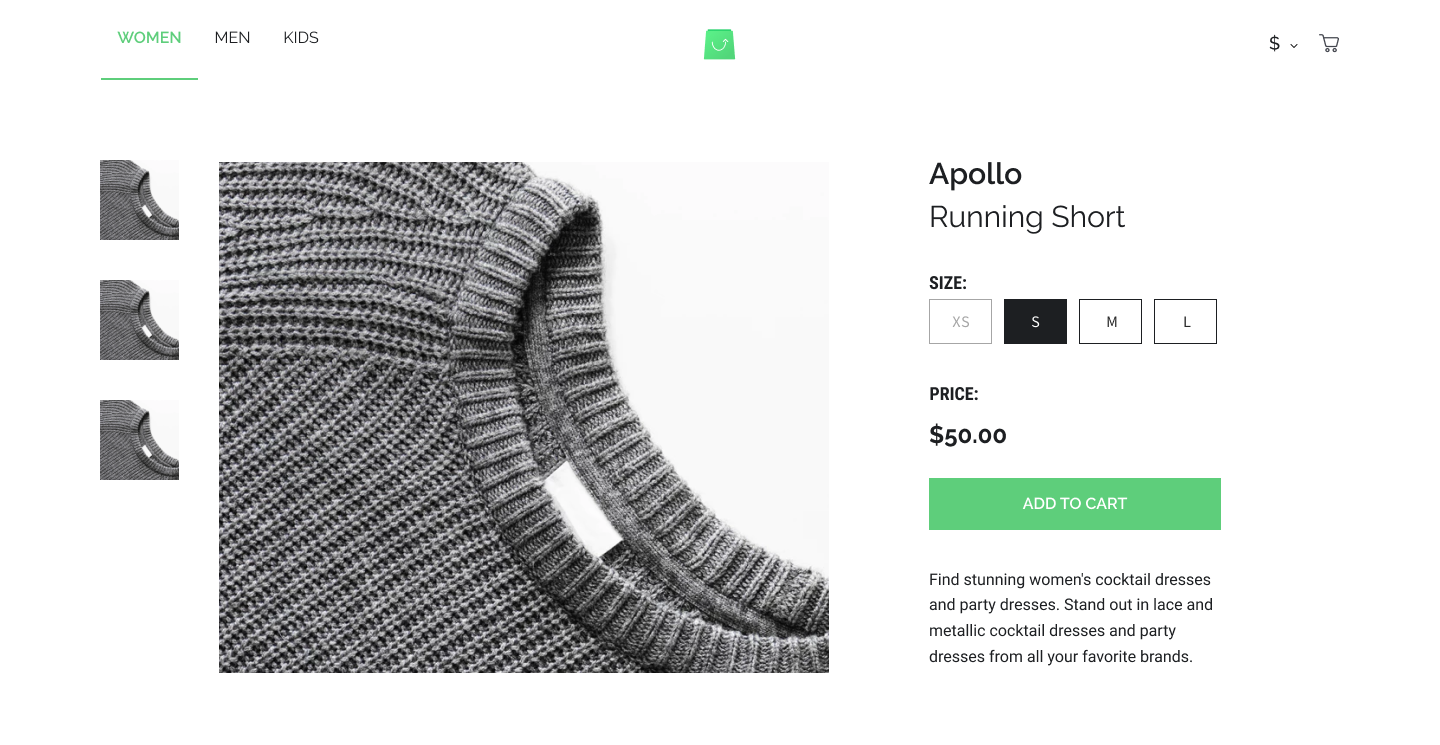 WOMEN MEN KIDS $
Apollo
Running Short
SIZE:
XS S M L
PRICE:
$50.00
ADD TO CART
Find stunning women's cocktail dresses
and party dresses. Stand out in lace and
metallic cocktail dresses and party
dresses from all your favorite brands.